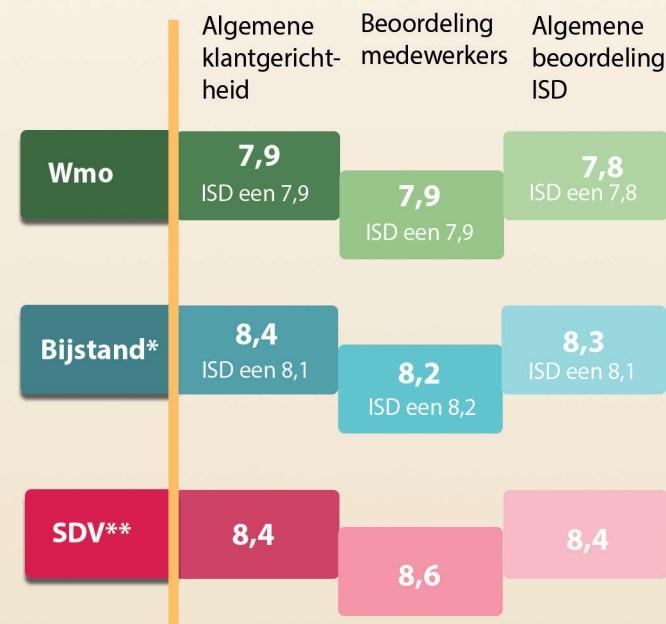 Algemene
klantgericht-
heid
Beoordeling
medewerkers
Algemene
beoordeling
ISD
Wmo
7,9
ISD een 7,9
7,9
ISD een 7,9
7,8
ISD een 7,8
Bijstand*
8,4
ISD een 8,1
8,2
ISD een 8,2
8,3
ISD een 8,1
SDV**
8,4
8,6
8,4